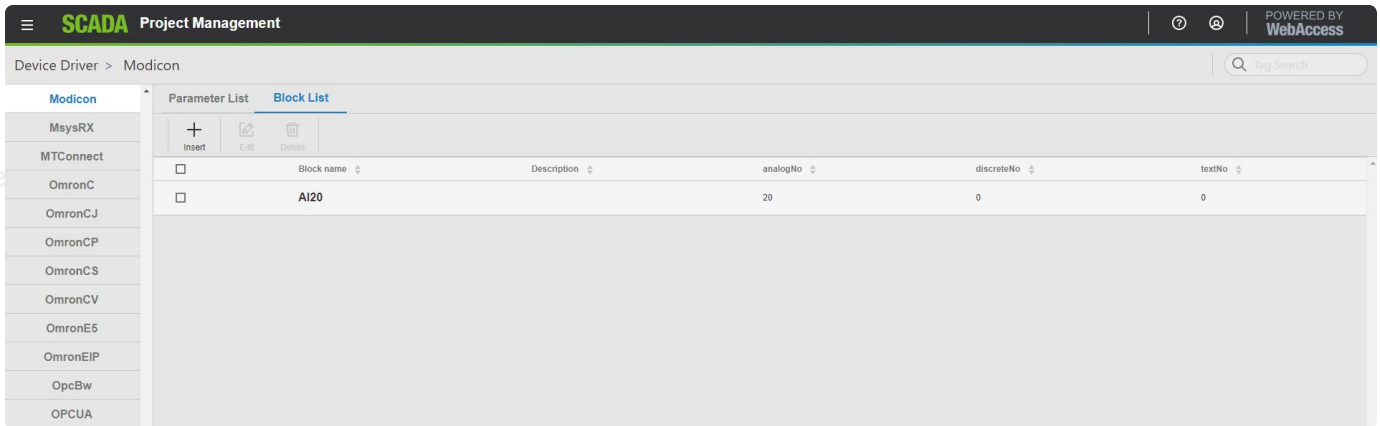 SCADA Project Management
POWERED BY
WebAccess
Device Driver > Modicon
Tag Search
Modicon
MsysRX
MTConnect
OmronC
OmronCJ
OmronCP
OmronCS
OmronCV
OmronE5
OmronEIP
OpcBw
OPCUA
Parameter List Block List
Insert Edit Delete
Block name Description analogNo discreteNo textNo
AI20 20 0 0